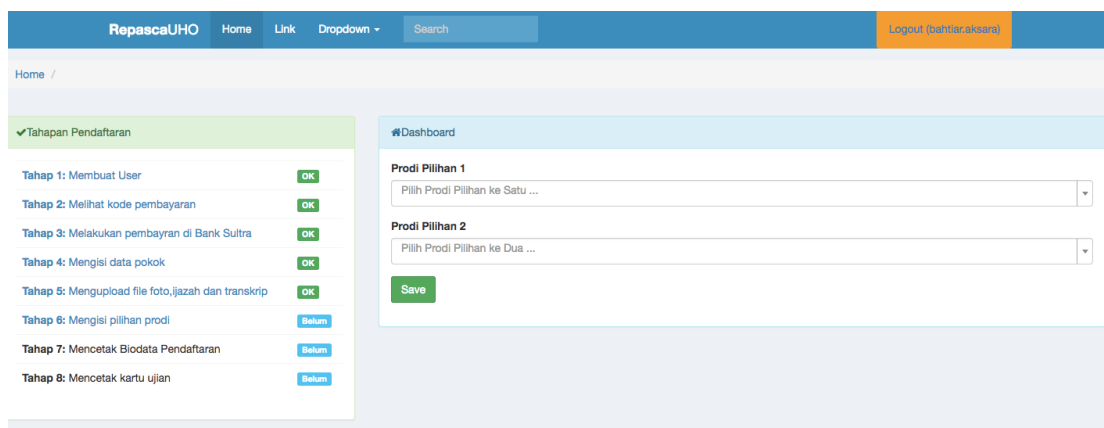 RepascaUHO Home Link Dropdown Search Logout (bahtiar.aksara)
Home /
Tahapan Pendaftaran
Tahap 1: Membuat User OK
Tahap 2: Melihat kode pembayaran OK
Tahap 3: Melakukan pembayran di Bank Sultra OK
Tahap 4: Mengisi data pokok OK
Tahap 5: Mengupload file foto,ijazah dan transkrip OK
Tahap 6: Mengisi pilihan prodi Belum
Tahap 7: Mencetak Biodata Pendaftaran Belum
Tahap 8: Mencetak kartu ujian Belum
Dashboard
Prodi Pilihan 1
Pilih Prodi Pilihan ke Satu ...
Prodi Pilihan 2
Pilih Prodi Pilihan ke Dua ...
Save